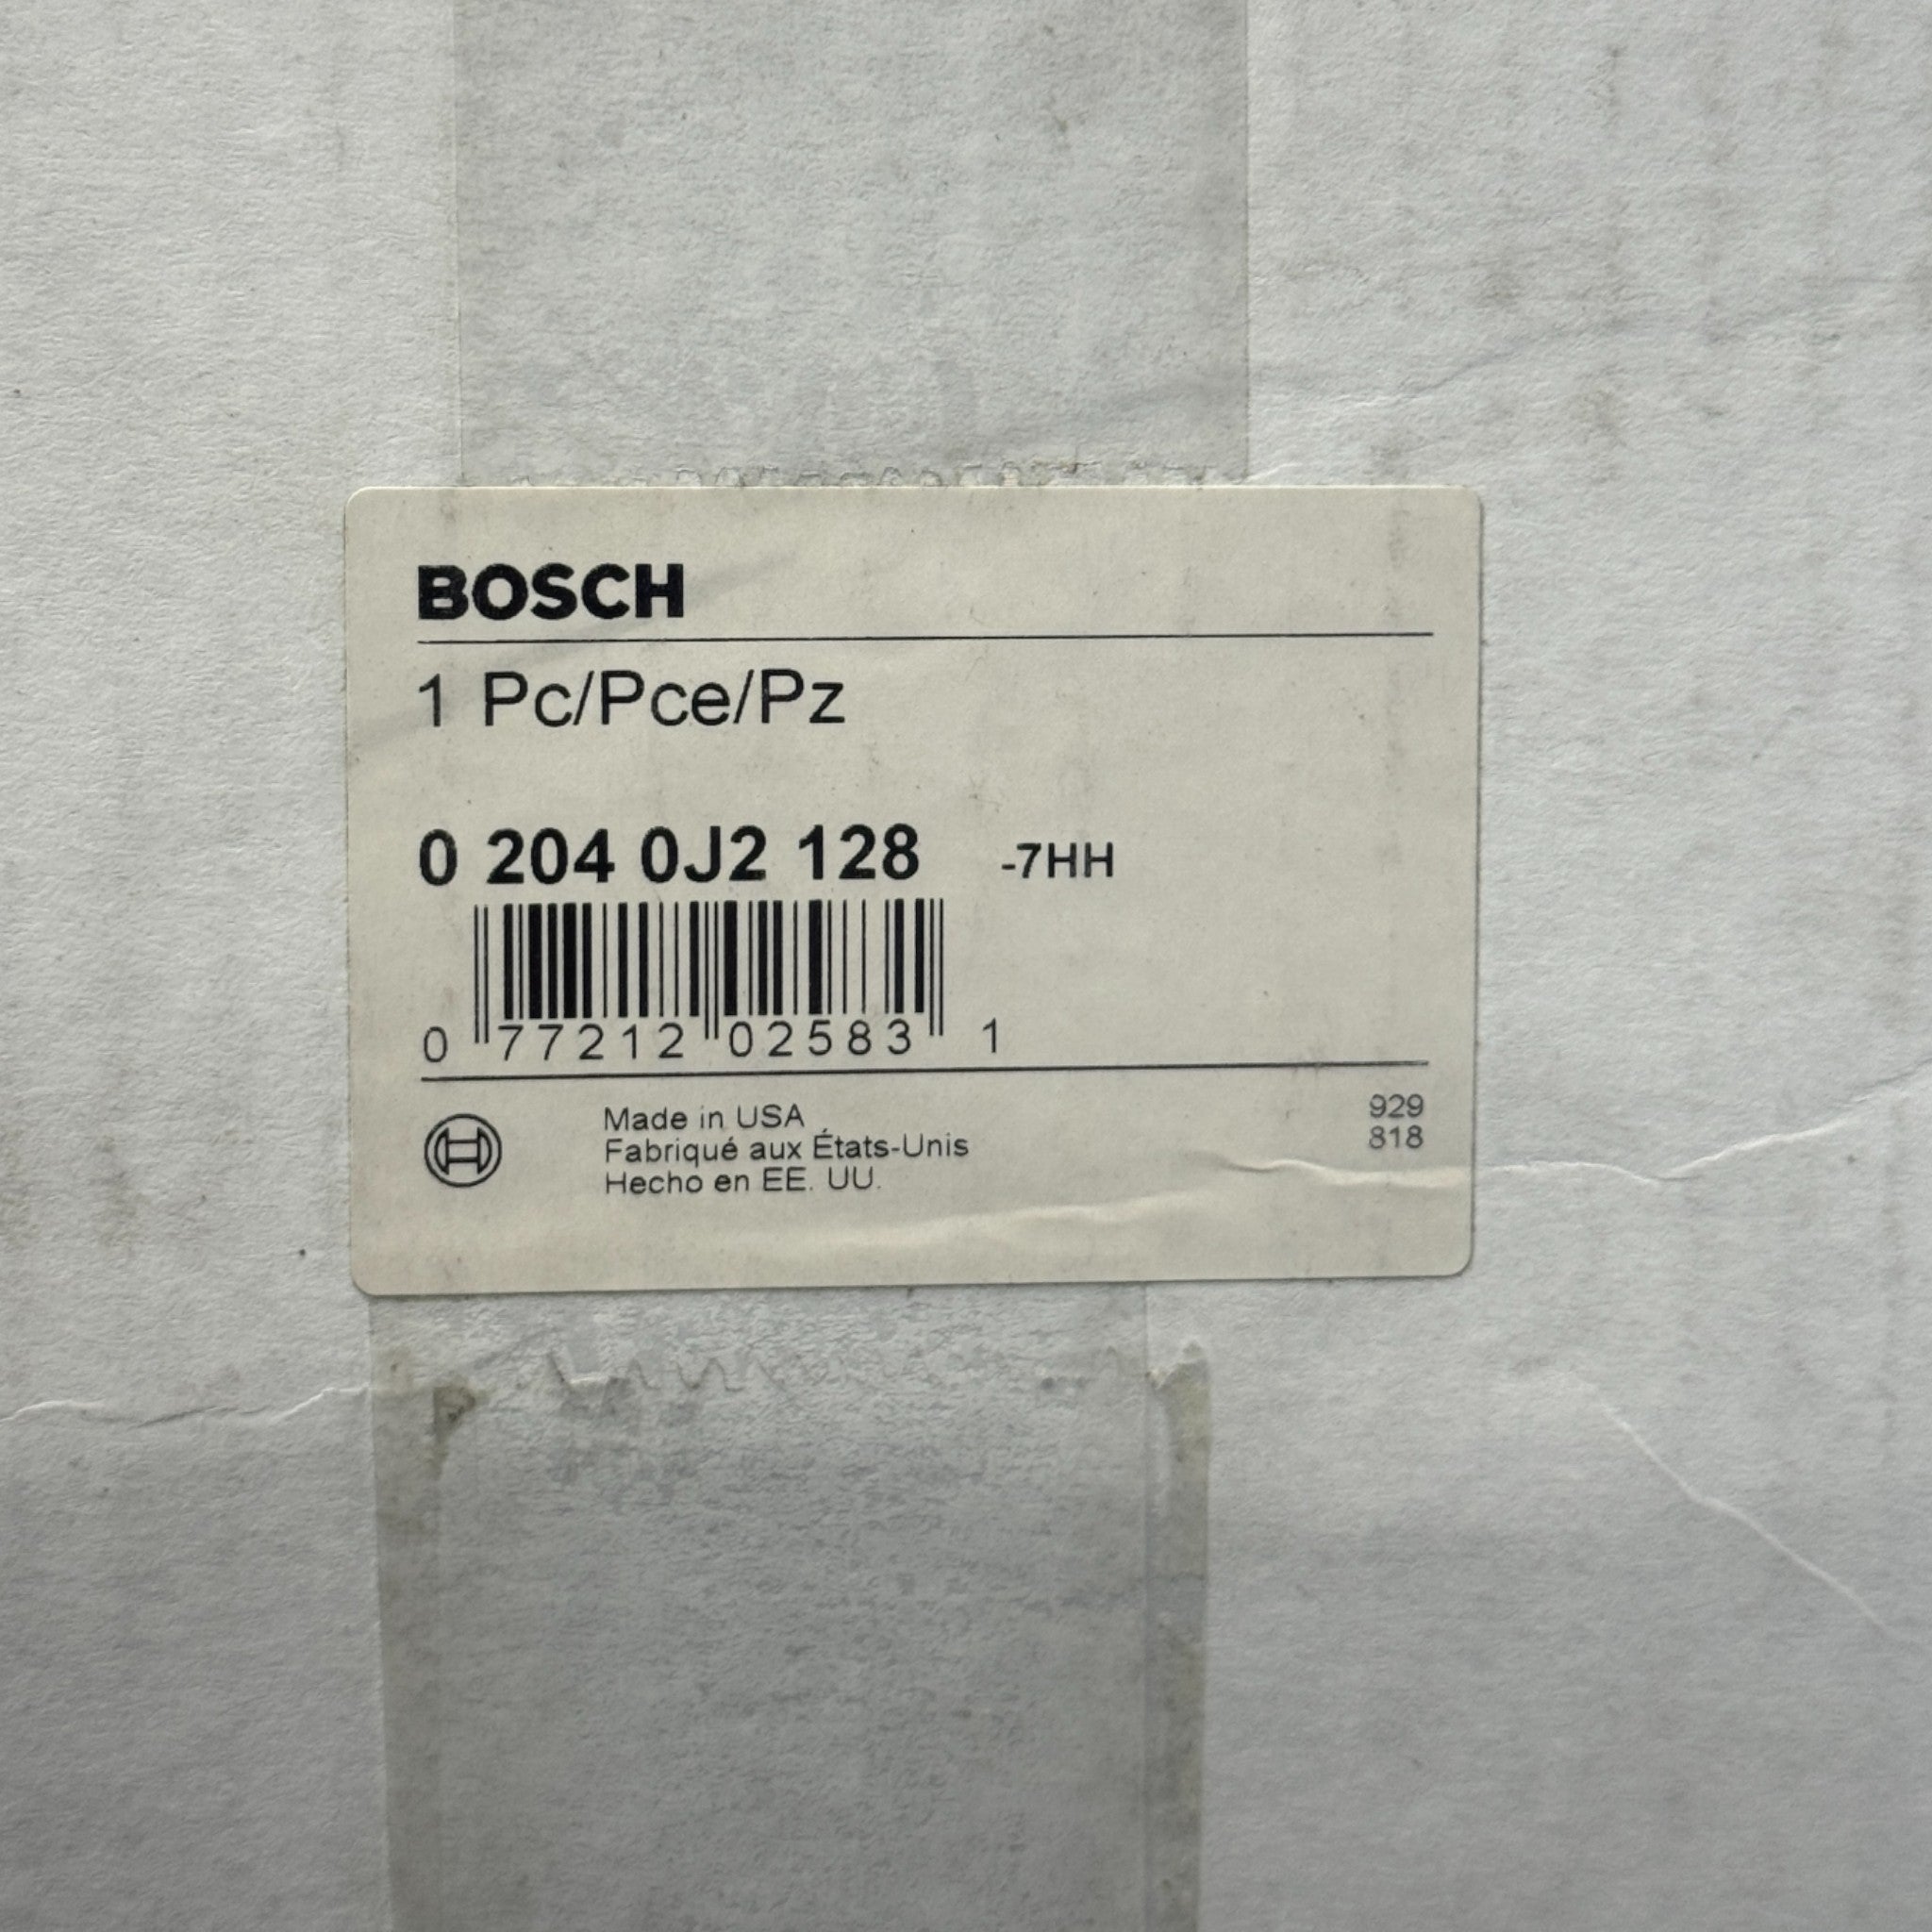 BOSCH
1 Pc/Pce/Pz
0 204 0J2 128 -7HH
0 77212 02583 1
Made in USA
Fabriqué aux États-Unis
Hecho en EE. UU.
929
818